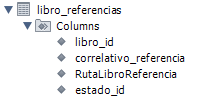 libro_referencias
Columns
libro_id
correlativo_referencia
RutaLibroReferencia
estado_id